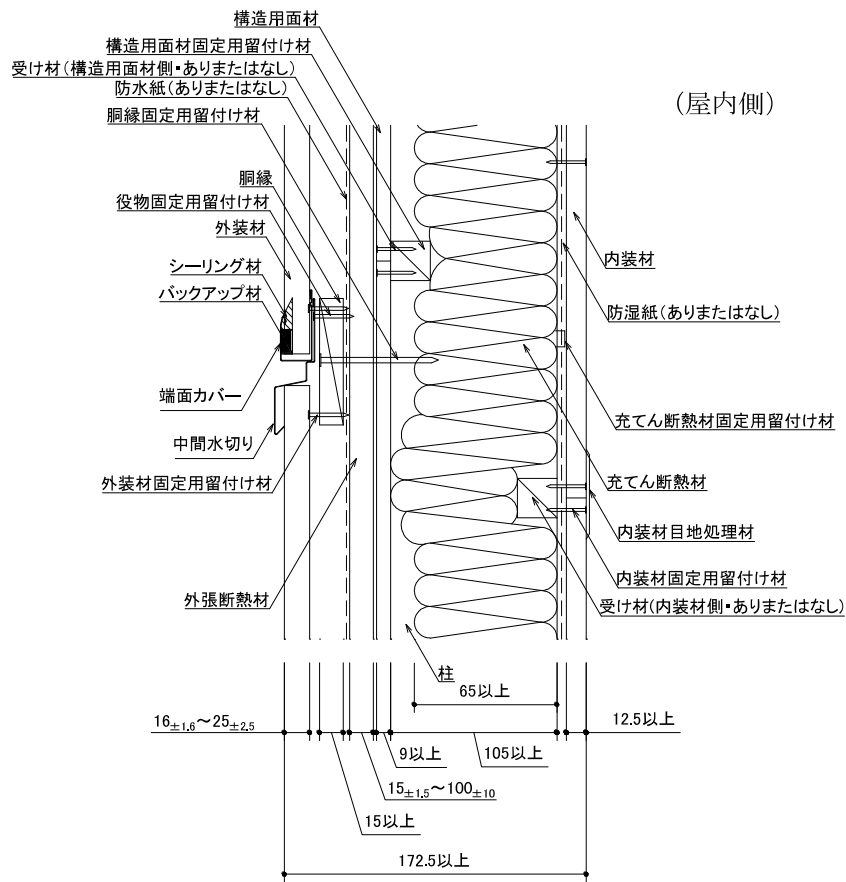 構造用面材
構造用面材固定用留付け材
受け材(構造用面材側・ありまたはなし)
防水紙(ありまたはなし)
胴縁固定用留付け材
(屋内側)
胴縁
役物固定用留付け材
外装材
シーリング材
バックアップ材
内装材
防湿紙(ありまたはなし)
端面カバー
中間水切り
外装材固定用留付け材
充てん断熱材固定用留付け材
充てん断熱材
内装材目地処理材
内装材固定用留付け材
外張断熱材
受け材(内装材側・ありまたはなし)
柱
65以上
16±1.6～25±2.5
12.5以上
9以上
105以上
15±1.5～100±10
15以上
172.5以上